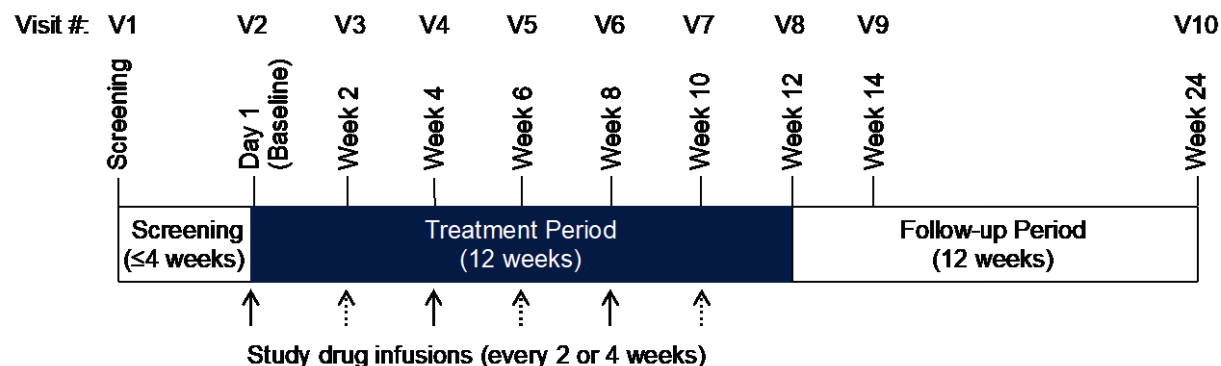 Visit #: V1 V2 V3 V4 V5 V6 V7 V8 V9 V10
Screening
Day 1
(Baseline)
Week 2
Week 4
Week 6
Week 8
Week 10
Week 12
Week 14
Week 24
Screening
(≤4 weeks)
Treatment Period
(12 weeks)
Follow-up Period
(12 weeks)
Study drug infusions (every 2 or 4 weeks)